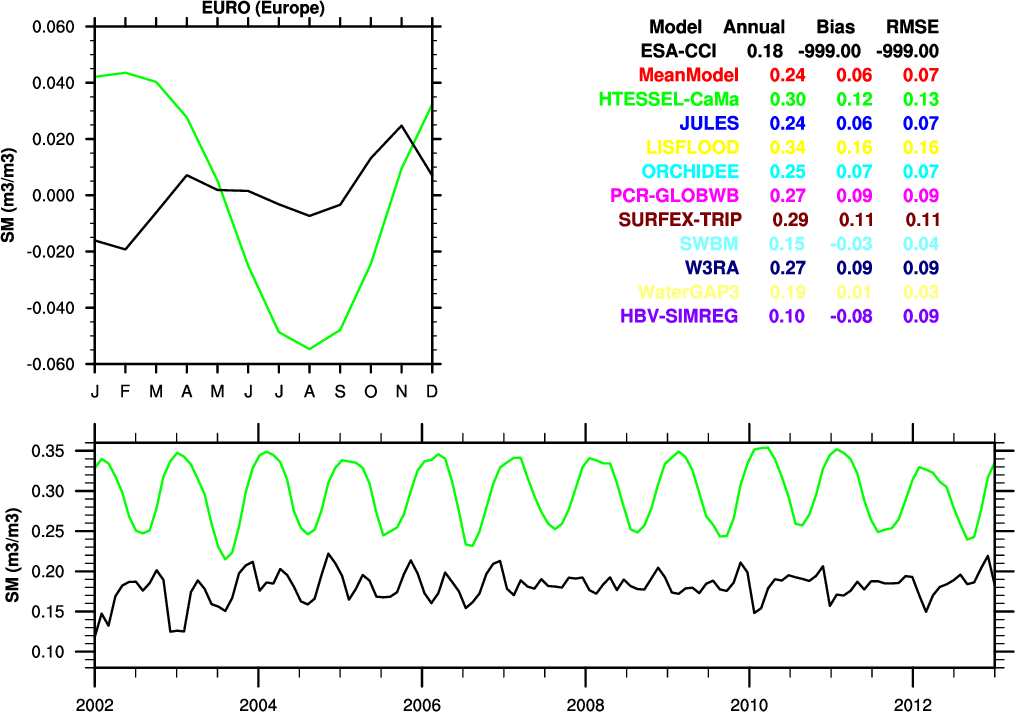 EURO (Europe)
0.060
0.040
0.020
0.000
-0.020
-0.040
-0.060
SM (m3/m3)
J F M A M J J A S O N D
Model Annual Bias RMSE
ESA-CCI 0.18 -999.00 -999.00
MeanModel 0.24 0.06 0.07
HTESSEL-CaMa 0.30 0.12 0.13
JULES 0.24 0.06 0.07
LISFLOOD 0.34 0.16 0.16
ORCHIDEE 0.25 0.07 0.07
PCR-GLOBWB 0.27 0.09 0.09
SURFEX-TRIP 0.29 0.11 0.11
SWBM 0.15 -0.03 0.04
W3RA 0.27 0.09 0.09
WaterGAP3 0.19 0.01 0.03
HBV-SIMREG 0.10 -0.08 0.09
0.35
0.30
0.25
0.20
0.15
0.10
SM (m3/m3)
2002 2004 2006 2008 2010 2012